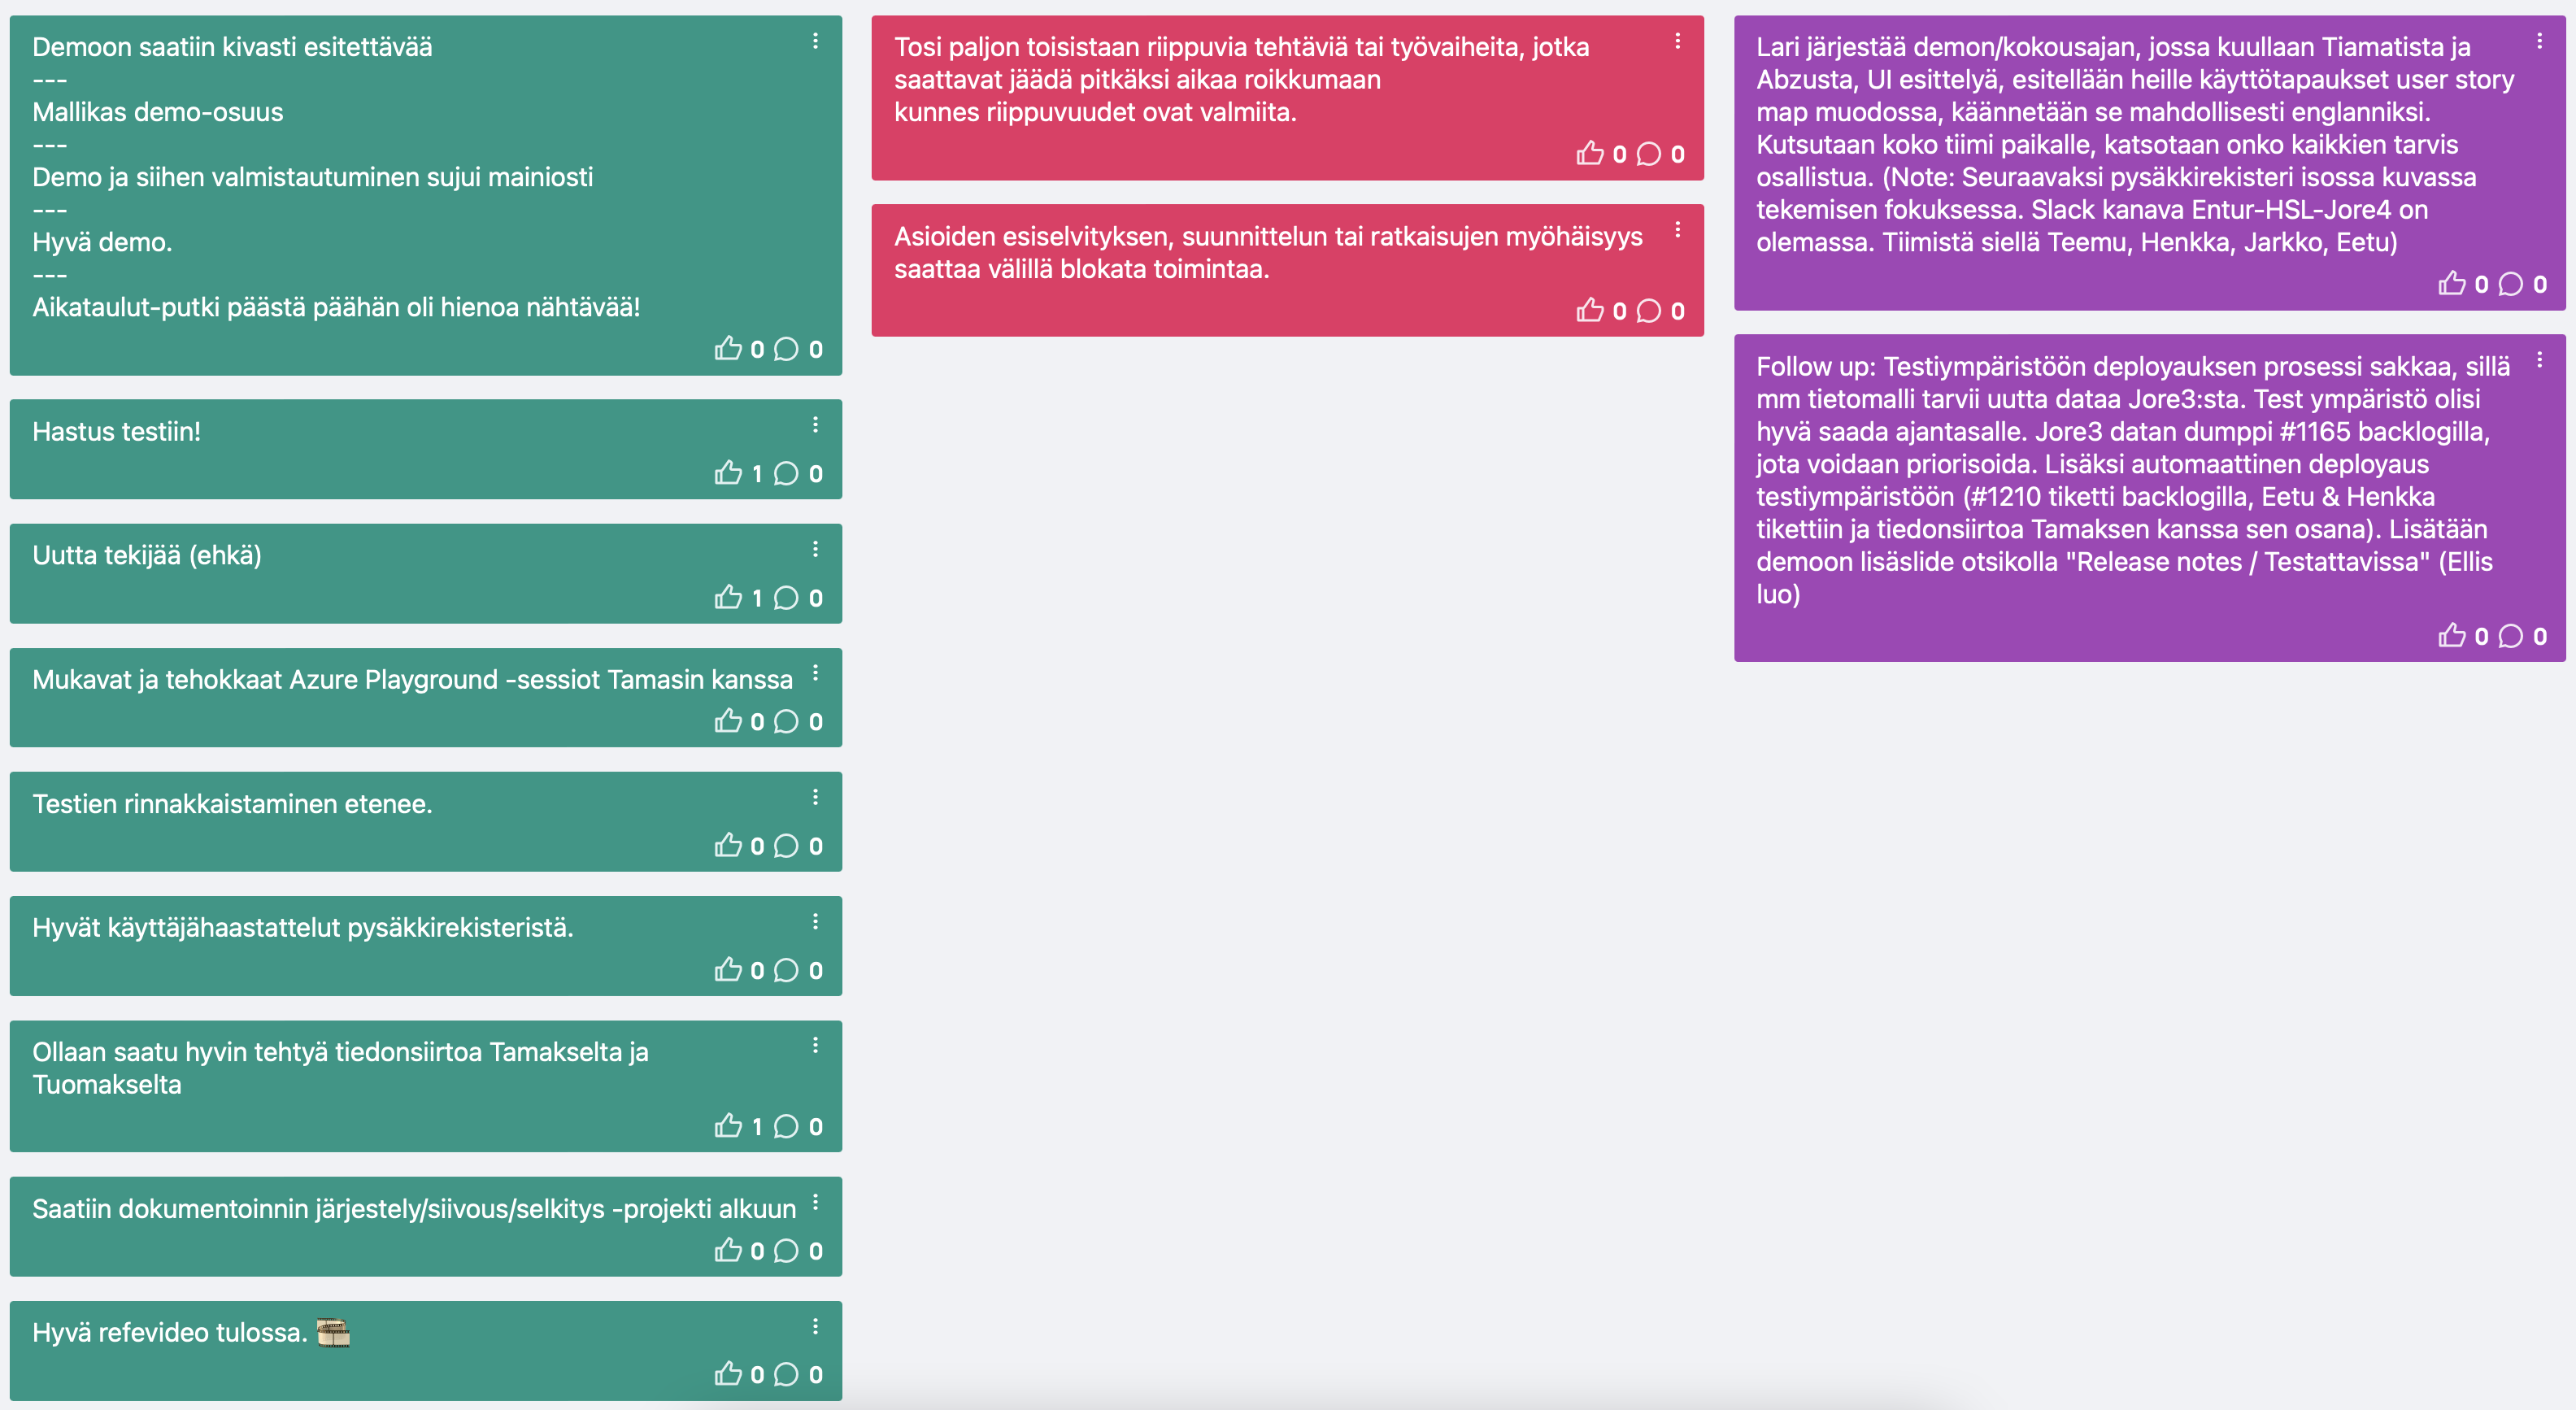 Demoon saatiin kivasti esitettävää
---
Mallikas demo-osuus
---
Demo ja siihen valmistautuminen sujui mainiosti
---
Hyvä demo.
---
Aikataulut-putki päästä päähän oli hienoa nähtävää!
0 0
Hastus testiin!
1 0
Uutta tekijää (ehkä)
1 0
Mukavat ja tehokkaat Azure Playground -sessiot Tamasin kanssa
0 0
Testien rinnakkaistaminen etenee.
0 0
Hyvät käyttäjähaastattelut pysäkkirekisteristä.
0 0
Ollaan saatu hyvin tehtyä tiedonsiirtoa Tamakselta ja
Tuomakselta
1 0
Saatiin dokumentoinnin järjestely/siivous/selkitys -projekti alkuun
0 0
Hyvä refevideo tulossa.
0 0
Tosi paljon toisistaan riippuvia tehtäviä tai työvaiheita, jotka
saattavat jäädä pitkäksi aikaa roikkumaan
kunnes riippuvuudet ovat valmiita.
0 0
Asioiden esiselvityksen, suunnittelun tai ratkaisujen myöhäisyys
saattaa välillä blokata toimintaa.
0 0
Lari järjestää demon/kokousajan, jossa kuullaan Tiamatista ja
Abzusta, UI esittelyä, esitellään heille käyttötapaukset user story
map muodossa, käännetään se mahdollisesti englanniksi.
Kutsutaan koko tiimi paikalle, katsotaan onko kaikkien tarvis
osallistua. (Note: Seuraavaksi pysäkkirekisteri isossa kuvassa
tekemisen fokuksessa. Slack kanava Entur-HSL-Jore4 on
olemassa. Tiimistä siellä Teemu, Henkka, Jarkko, Eetu)
0 0
Follow up: Testiympäristöön deployauksen prosessi sakkaa, sillä
mm tietomalli tarvii uutta dataa Jore3:sta. Test ympäristö olisi
hyvä saada ajantasalle. Jore3 datan dumppi #1165 backlogilla,
jota voidaan priorisoida. Lisäksi automaattinen deployaus
testiympäristöön (#1210 tiketti backlogilla, Eetu & Henkka
tikettiin ja tiedonsiirtoa Tamaksen kanssa sen osana). Lisätään
demoon lisäslide otsikolla "Release notes / Testattavissa" (Ellis
luo)
0 0